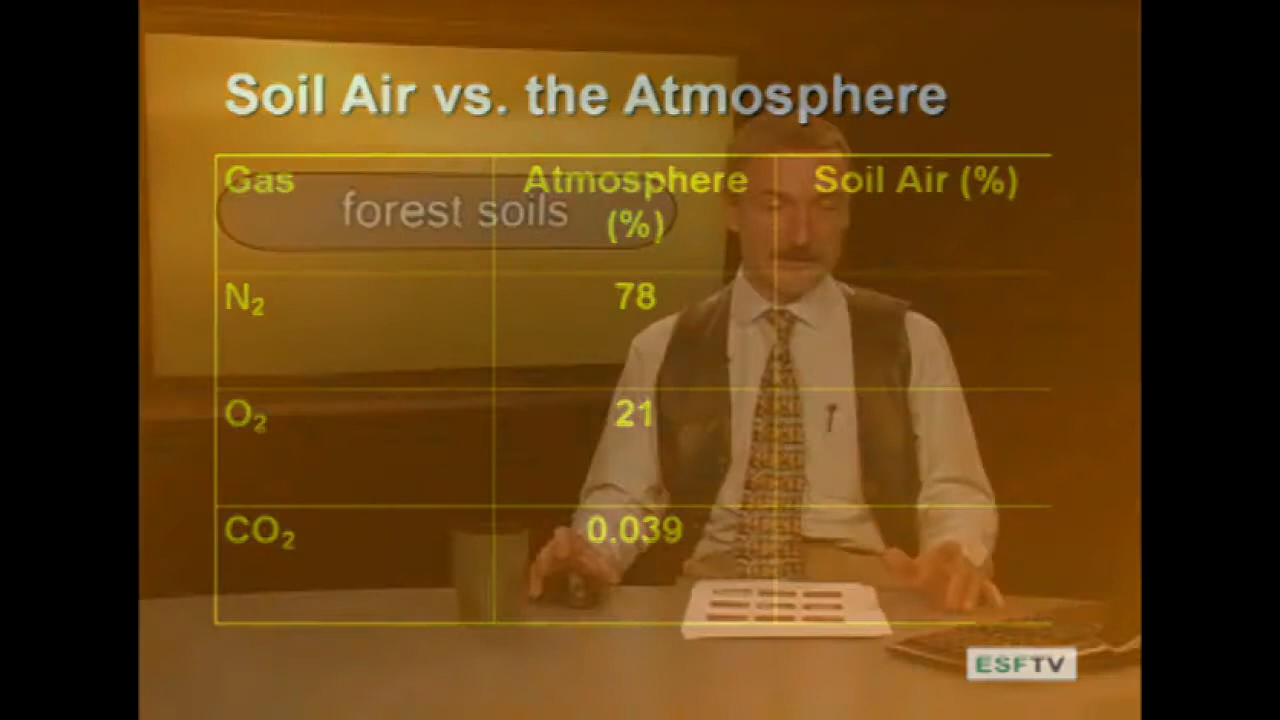 Soil Air vs. the Atmosphere
Gas Atmosphere Soil Air (%)
(%)
forest soils
N₂ 78
O₂ 21
CO₂ 0.039
ESFTV